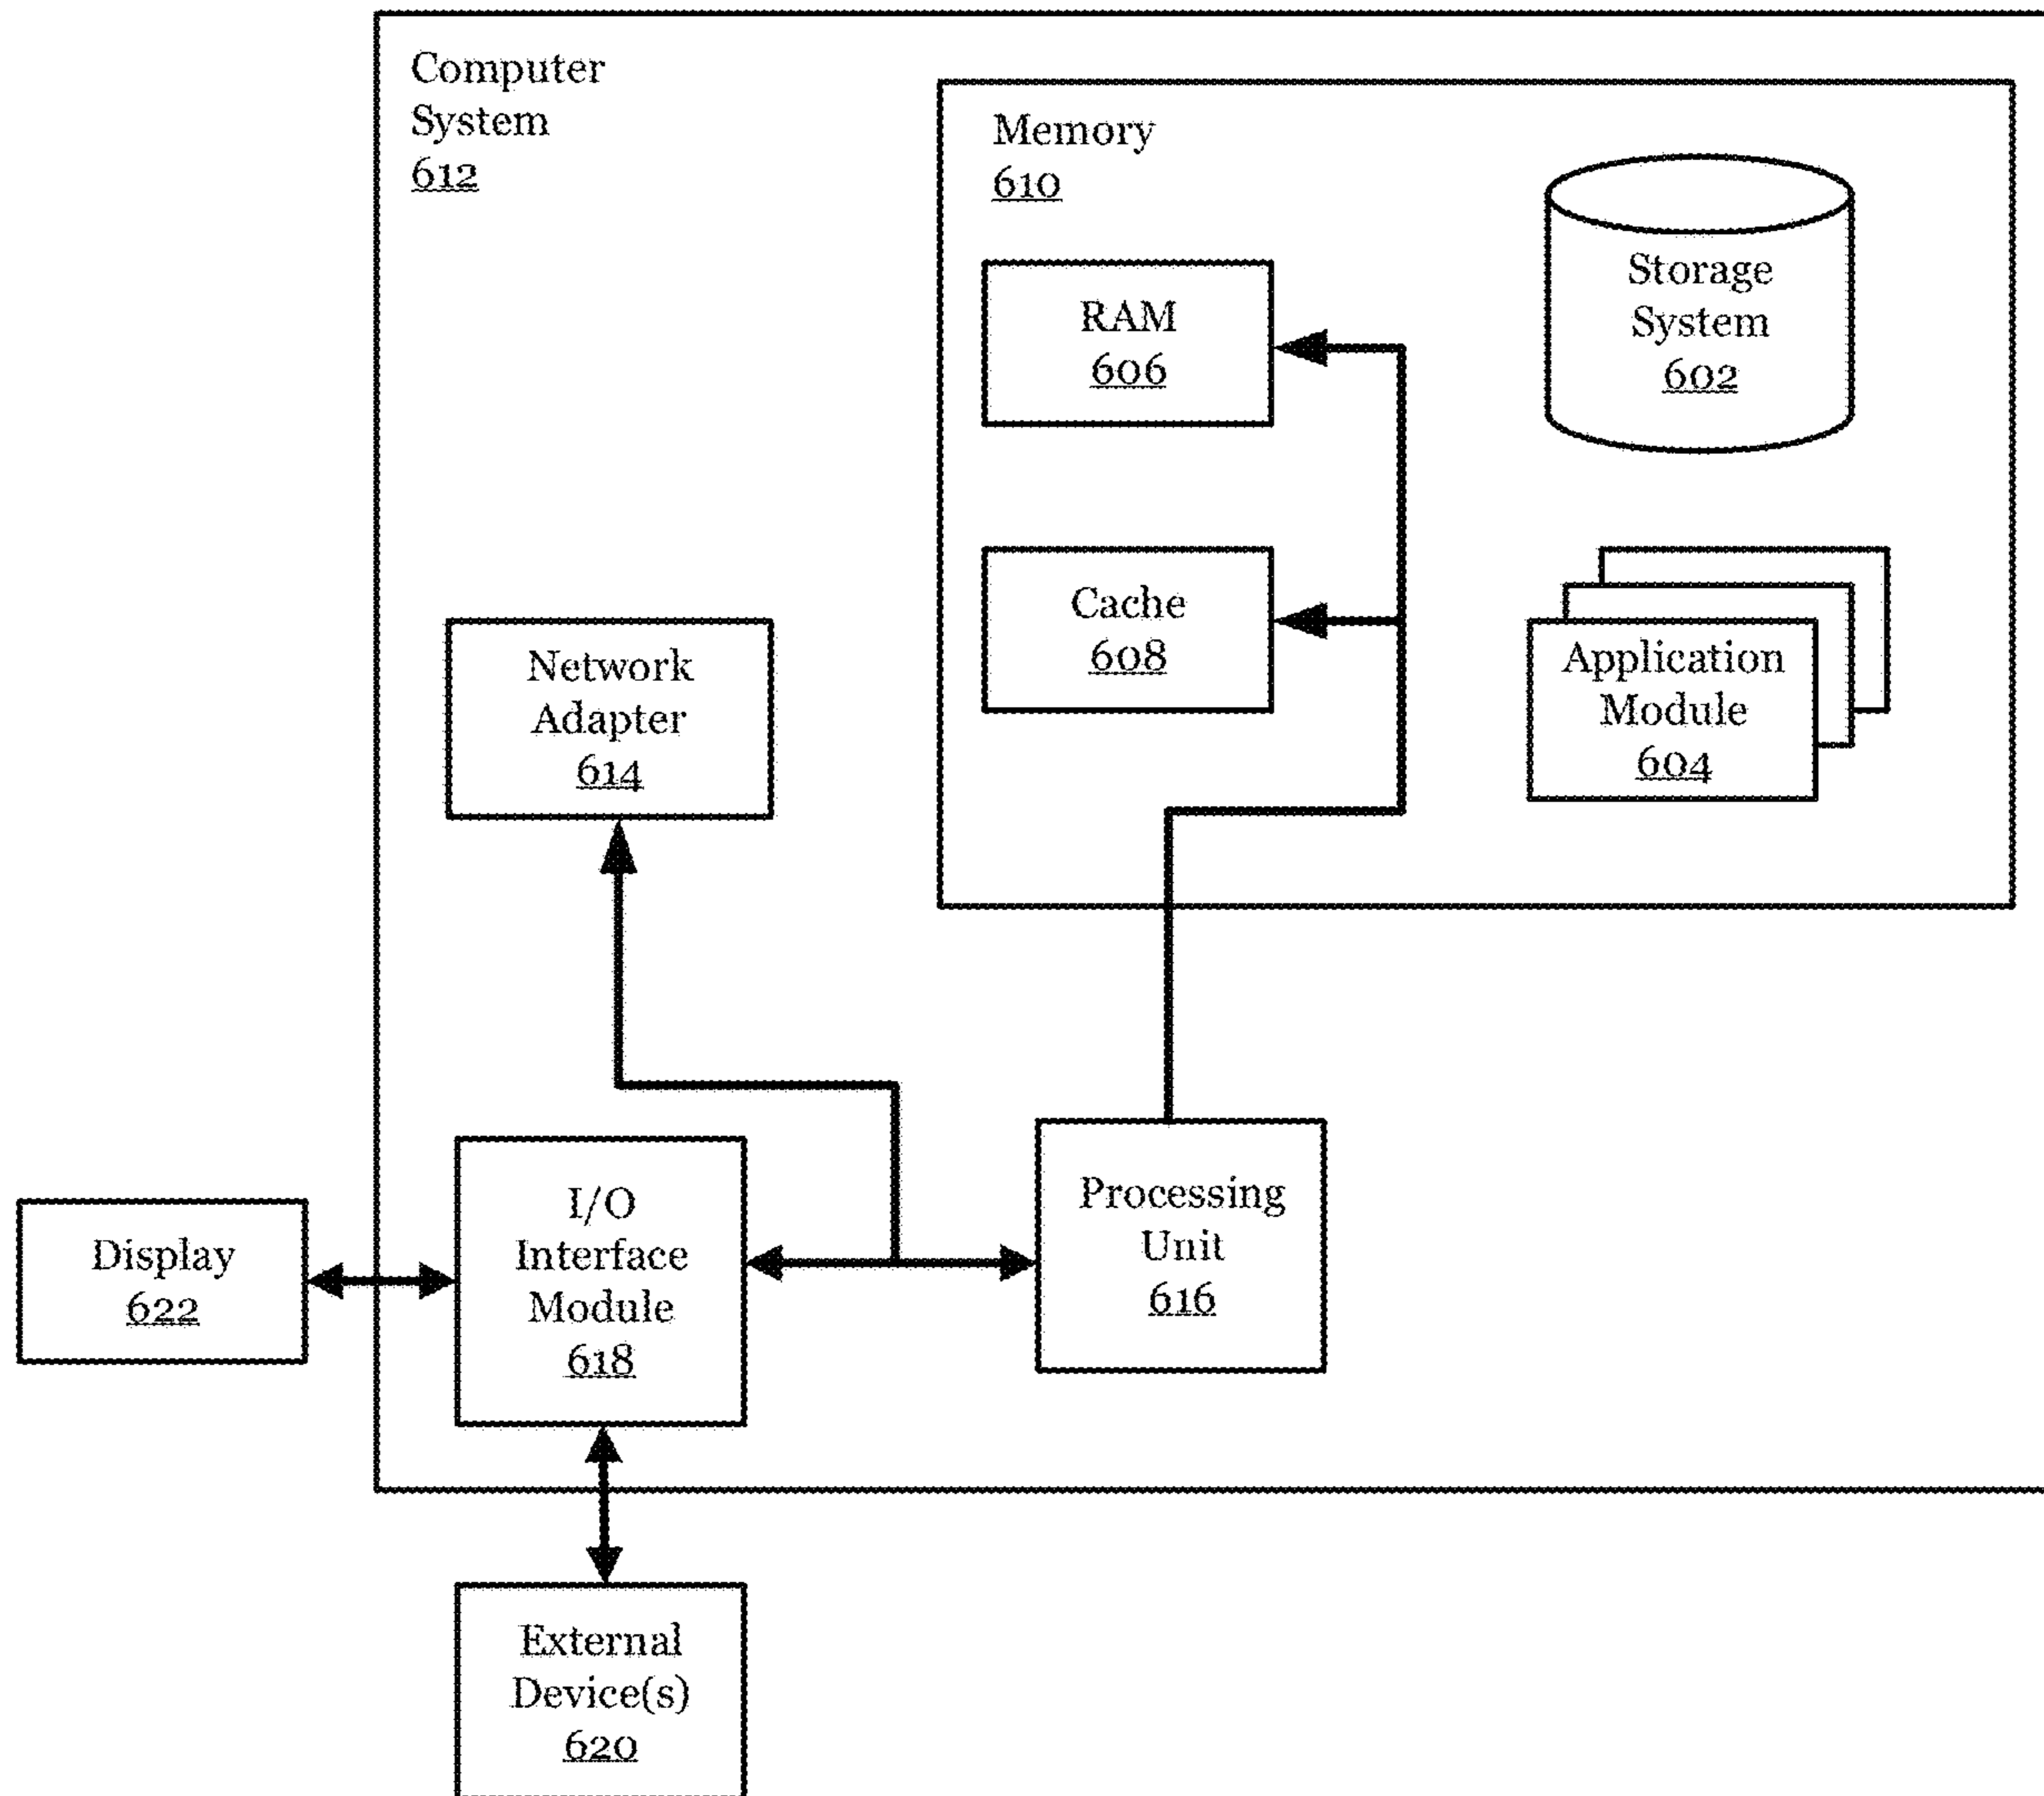 Computer
System
612
Memory
610
RAM
606
Storage
System
602
Cache
608
Application
Module
604
Network
Adapter
614
I/O
Interface
Module
618
Processing
Unit
616
Display
622
External
Device(s)
620